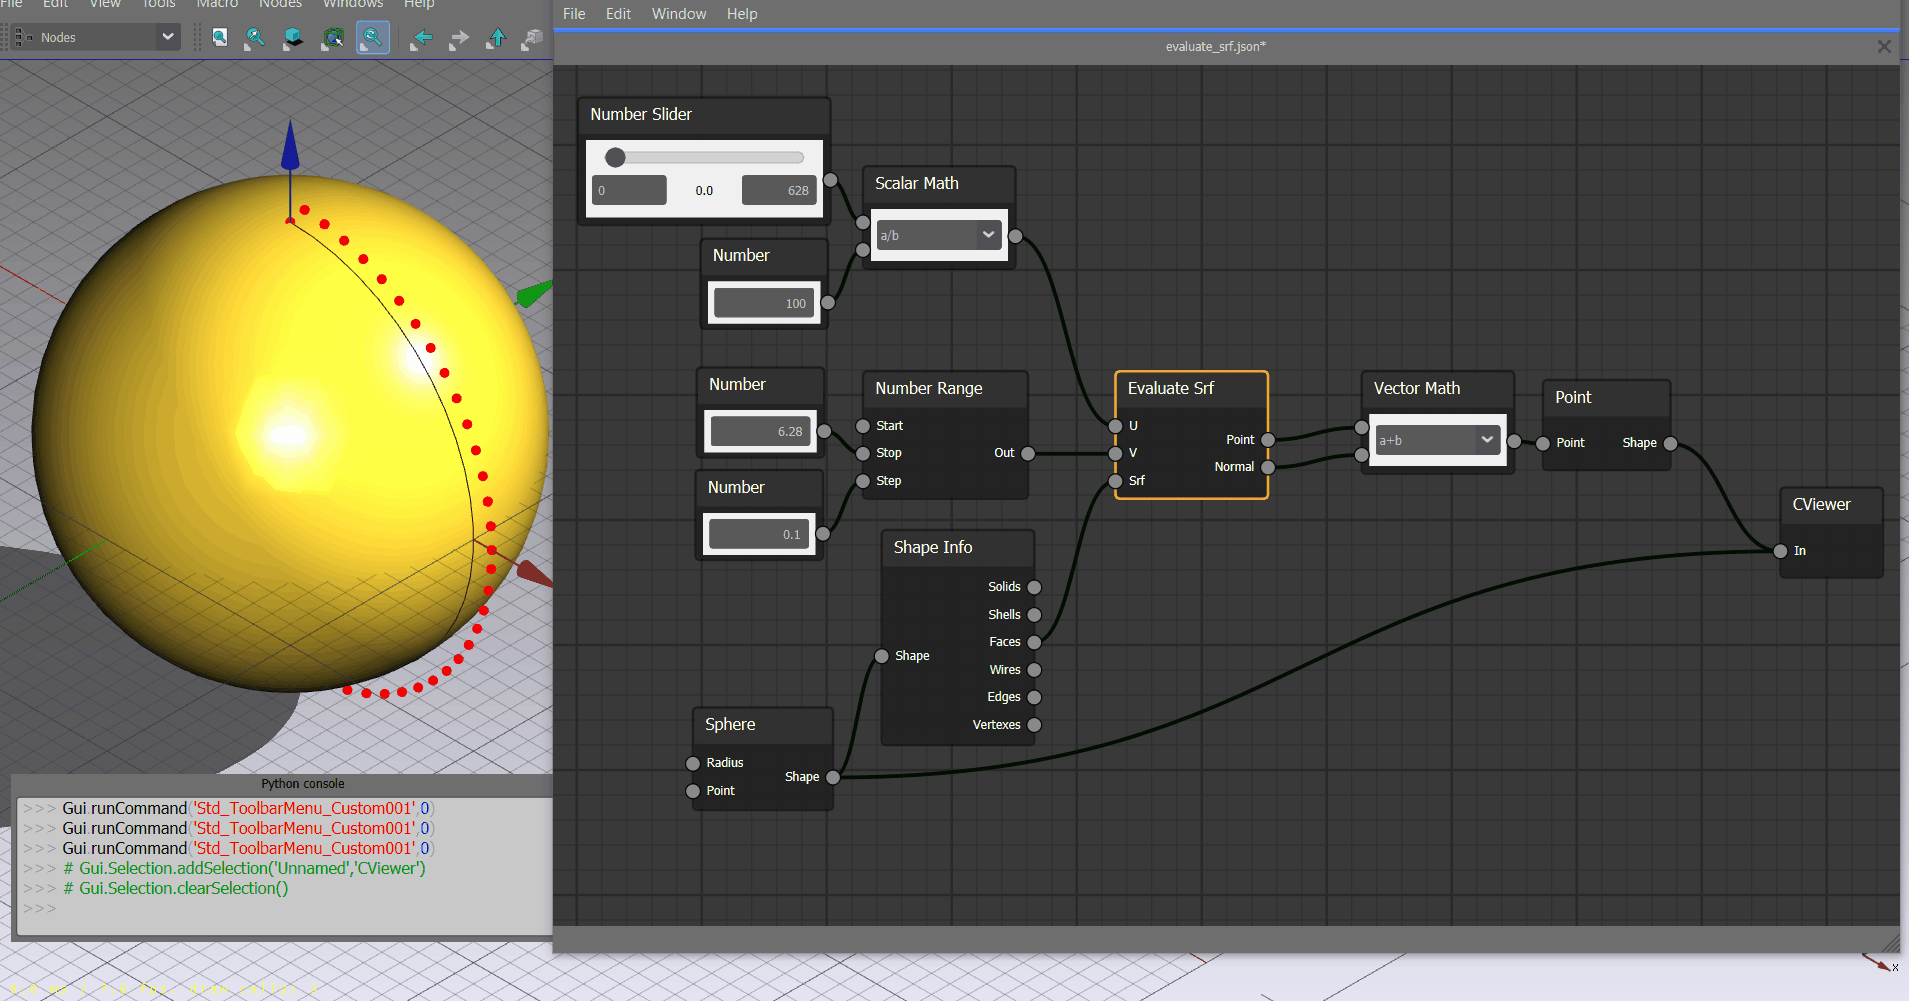 File Edit View Tools Macro Nodes Windows Help
Nodes
File Edit Window Help
evaluate_srf.json*
Number Slider
0 0.0 628
Scalar Math
a/b
Number
100
Number
6.28
Number
0.1
Number Range
Start
Stop
Step
Out
Evaluate Srf
U
V
Srf
Point
Normal
Vector Math
a+b
Point
Point Shape
CViewer
In
Shape Info
Shape
Solids
Shells
Faces
Wires
Edges
Vertexes
Sphere
Radius
Point
Shape
Python console
>>> Gui.runCommand('Std_ToolbarMenu_Custom001',0)
>>> Gui.runCommand('Std_ToolbarMenu_Custom001',0)
>>> Gui.runCommand('Std_ToolbarMenu_Custom001',0)
>>> # Gui.Selection.addSelection('Unnamed','CViewer')
>>> # Gui.Selection.clearSelection()
>>>
x